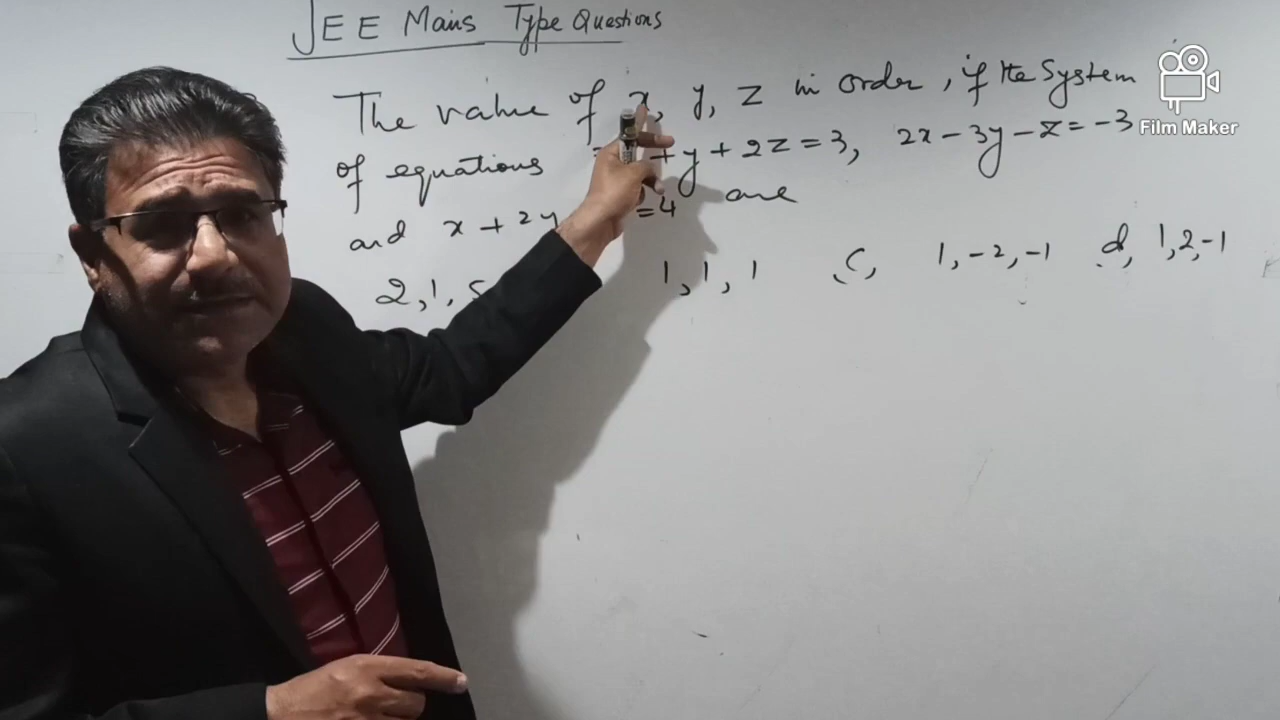 JEE Mains Type Questions
The value of x, y, z in order, if the System
of equations + y + 2z = 3, 2x - 3y - z = -3
and x + 2y = 4 are
2, 1, 5 1, 1, 1 c, 1, -2, -1 d, 1, 2, -1
Film Maker